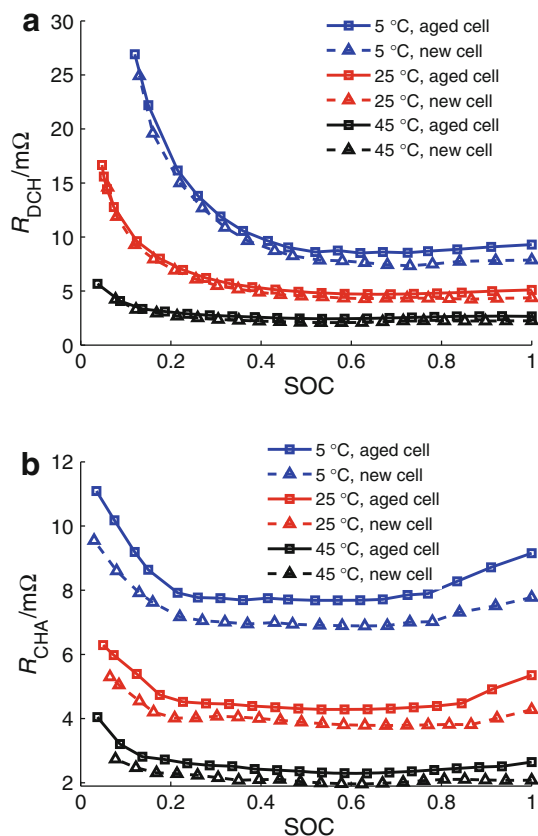 a
30
25
20
15
10
5
0
R_DCH/mΩ
0
0.2
0.4
0.6
0.8
1
SOC
5 °C, aged cell
5 °C, new cell
25 °C, aged cell
25 °C, new cell
45 °C, aged cell
45 °C, new cell
b
12
10
8
6
4
2
R_CHA/mΩ
0
0.2
0.4
0.6
0.8
1
SOC
5 °C, aged cell
5 °C, new cell
25 °C, aged cell
25 °C, new cell
45 °C, aged cell
45 °C, new cell